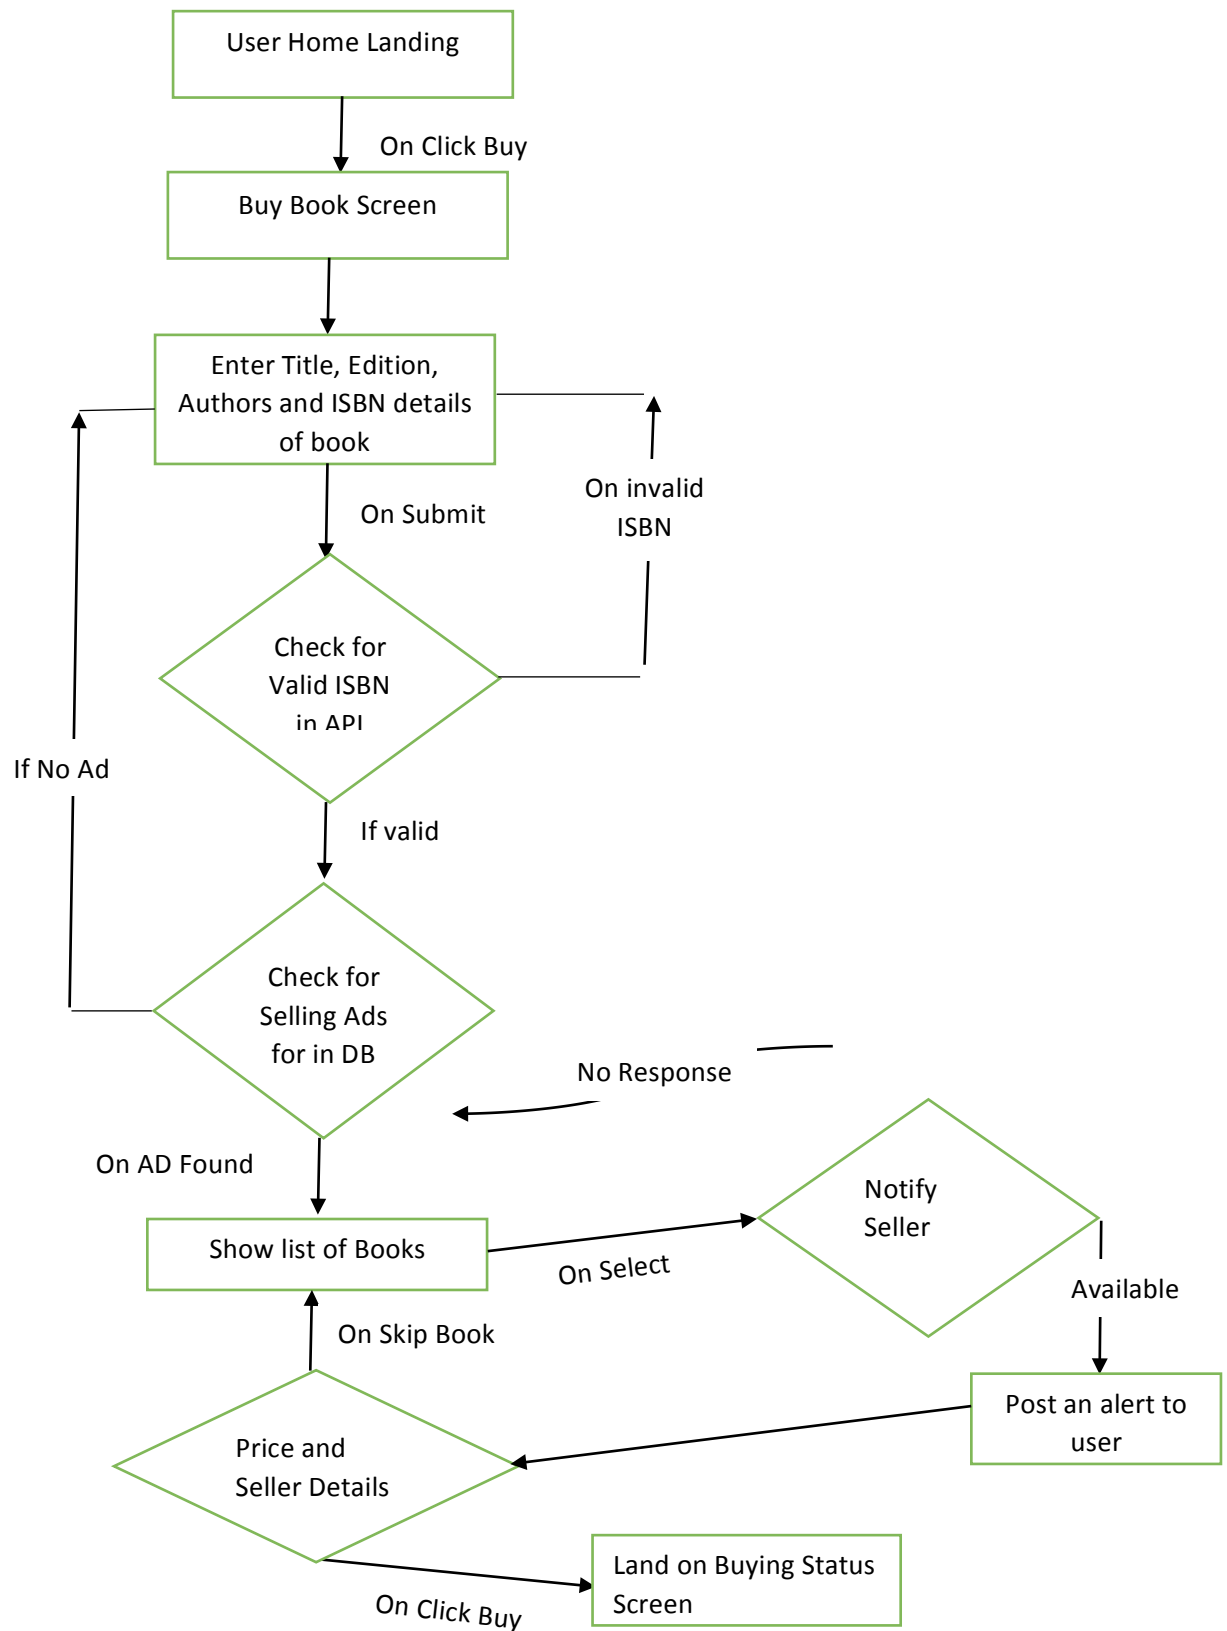 User Home Landing
On Click Buy
Buy Book Screen
Enter Title, Edition,
Authors and ISBN details
of book
On invalid
ISBN
On Submit
Check for
Valid ISBN
in API
If No Ad
If valid
Check for
Selling Ads
for in DB
No Response
On AD Found
Notify
Seller
Show list of Books
On Select
Available
On Skip Book
Post an alert to
user
Price and
Seller Details
Land on Buying Status
Screen
On Click Buy